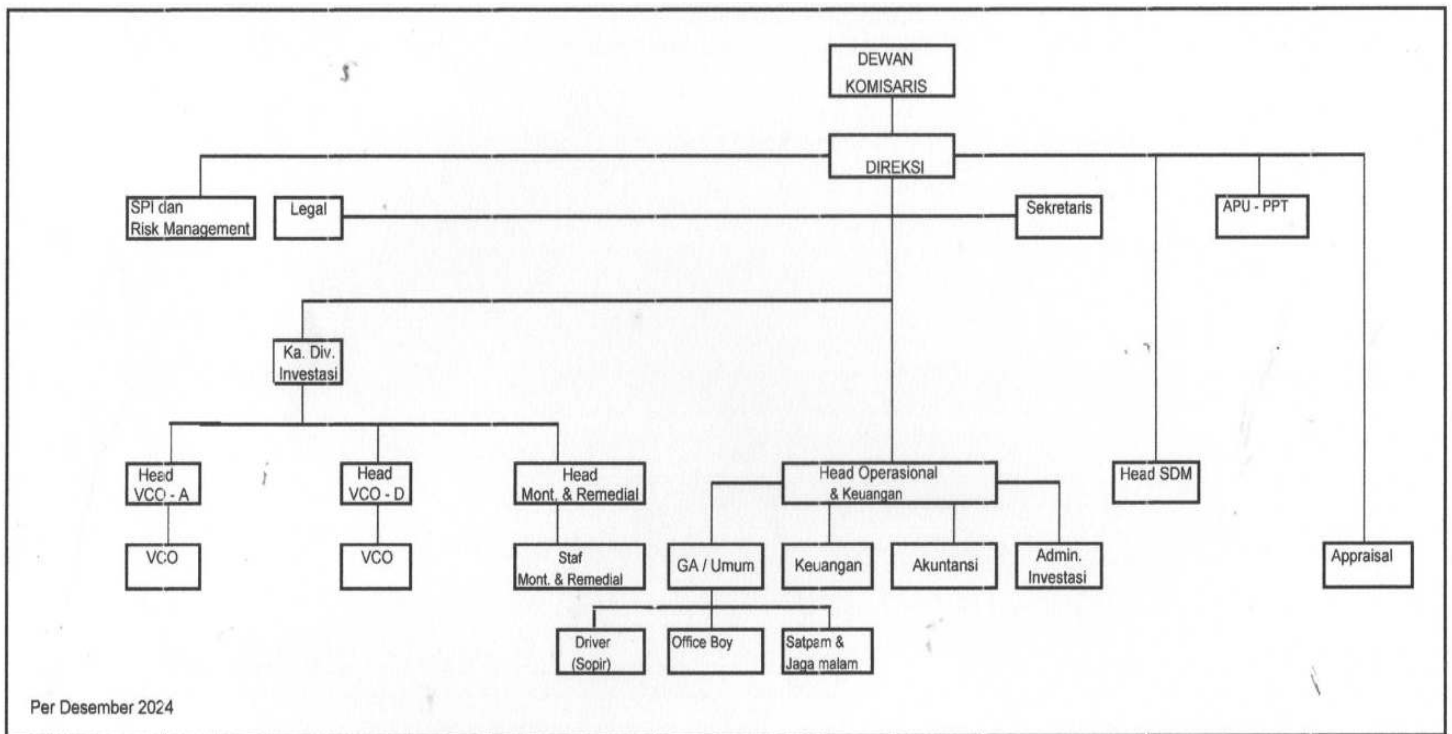 DEWAN
KOMISARIS
DIREKSI
SPI dan
Risk Management
Legal
Sekretaris
APU - PPT
Ka. Div.
Investasi
Head
VCO - A
Head
VCO - D
Head
Mont. & Remedial
Head Operasional
& Keuangan
Head SDM
VCO
VCO
Staf
Mont. & Remedial
GA / Umum
Keuangan
Akuntansi
Admin.
Investasi
Appraisal
Driver
(Sopir)
Office Boy
Satpam &
Jaga malam
Per Desember 2024